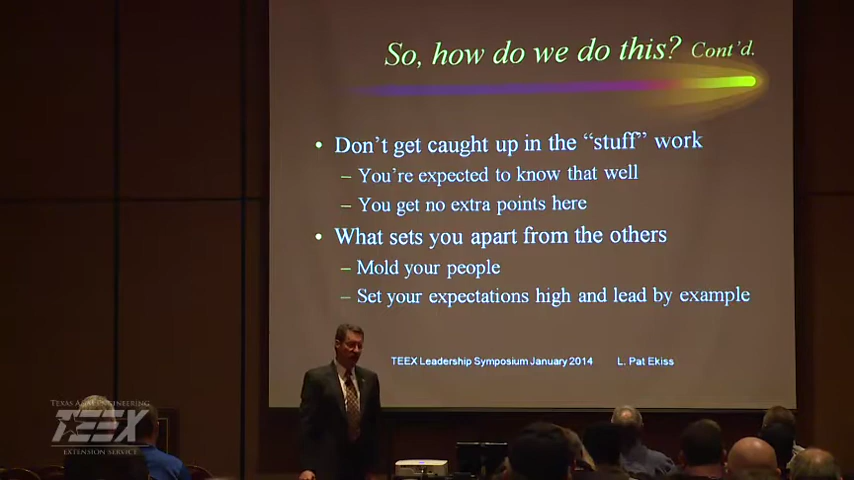 So, how do we do this? Cont'd.
• Don't get caught up in the “stuff” work
– You're expected to know that well
– You get no extra points here
• What sets you apart from the others
– Mold your people
– Set your expectations high and lead by example
TEEX Leadership Symposium January 2014 L. Pat Ekiss
Texas A&M Engineering
TEEX
Extension Service